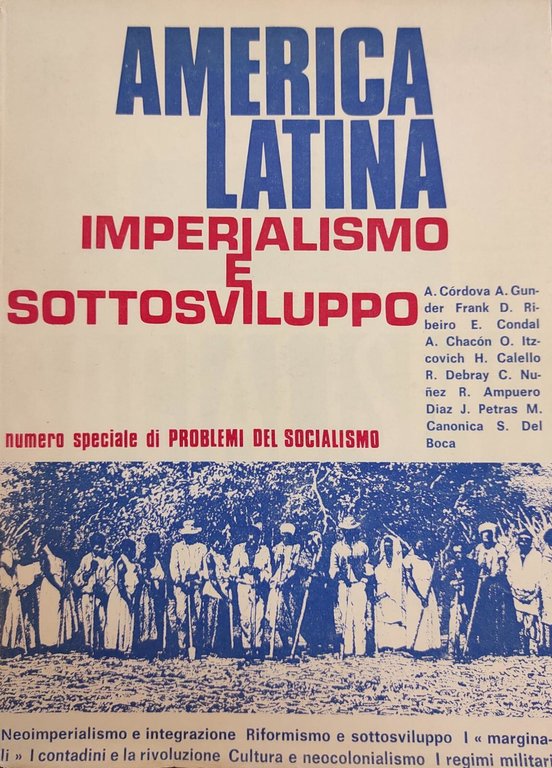 AMERICA
LATINA
IMPERIALISMO
E
SOTTOSVILUPPO
A. Córdova A. Gun-
der Frank D. Ri-
beiro E. Condal
A. Chacón O. Itz-
covich H. Calello
R. Debray C. Nu-
ñez R. Ampuero
Diaz J. Petras M.
Canonica S. Del
Boca
numero speciale di PROBLEMI DEL SOCIALISMO
Neoimperialismo e integrazione Riformismo e sottosviluppo I « margina-
li » I contadini e la rivoluzione Cultura e neocolonialismo I regimi militari